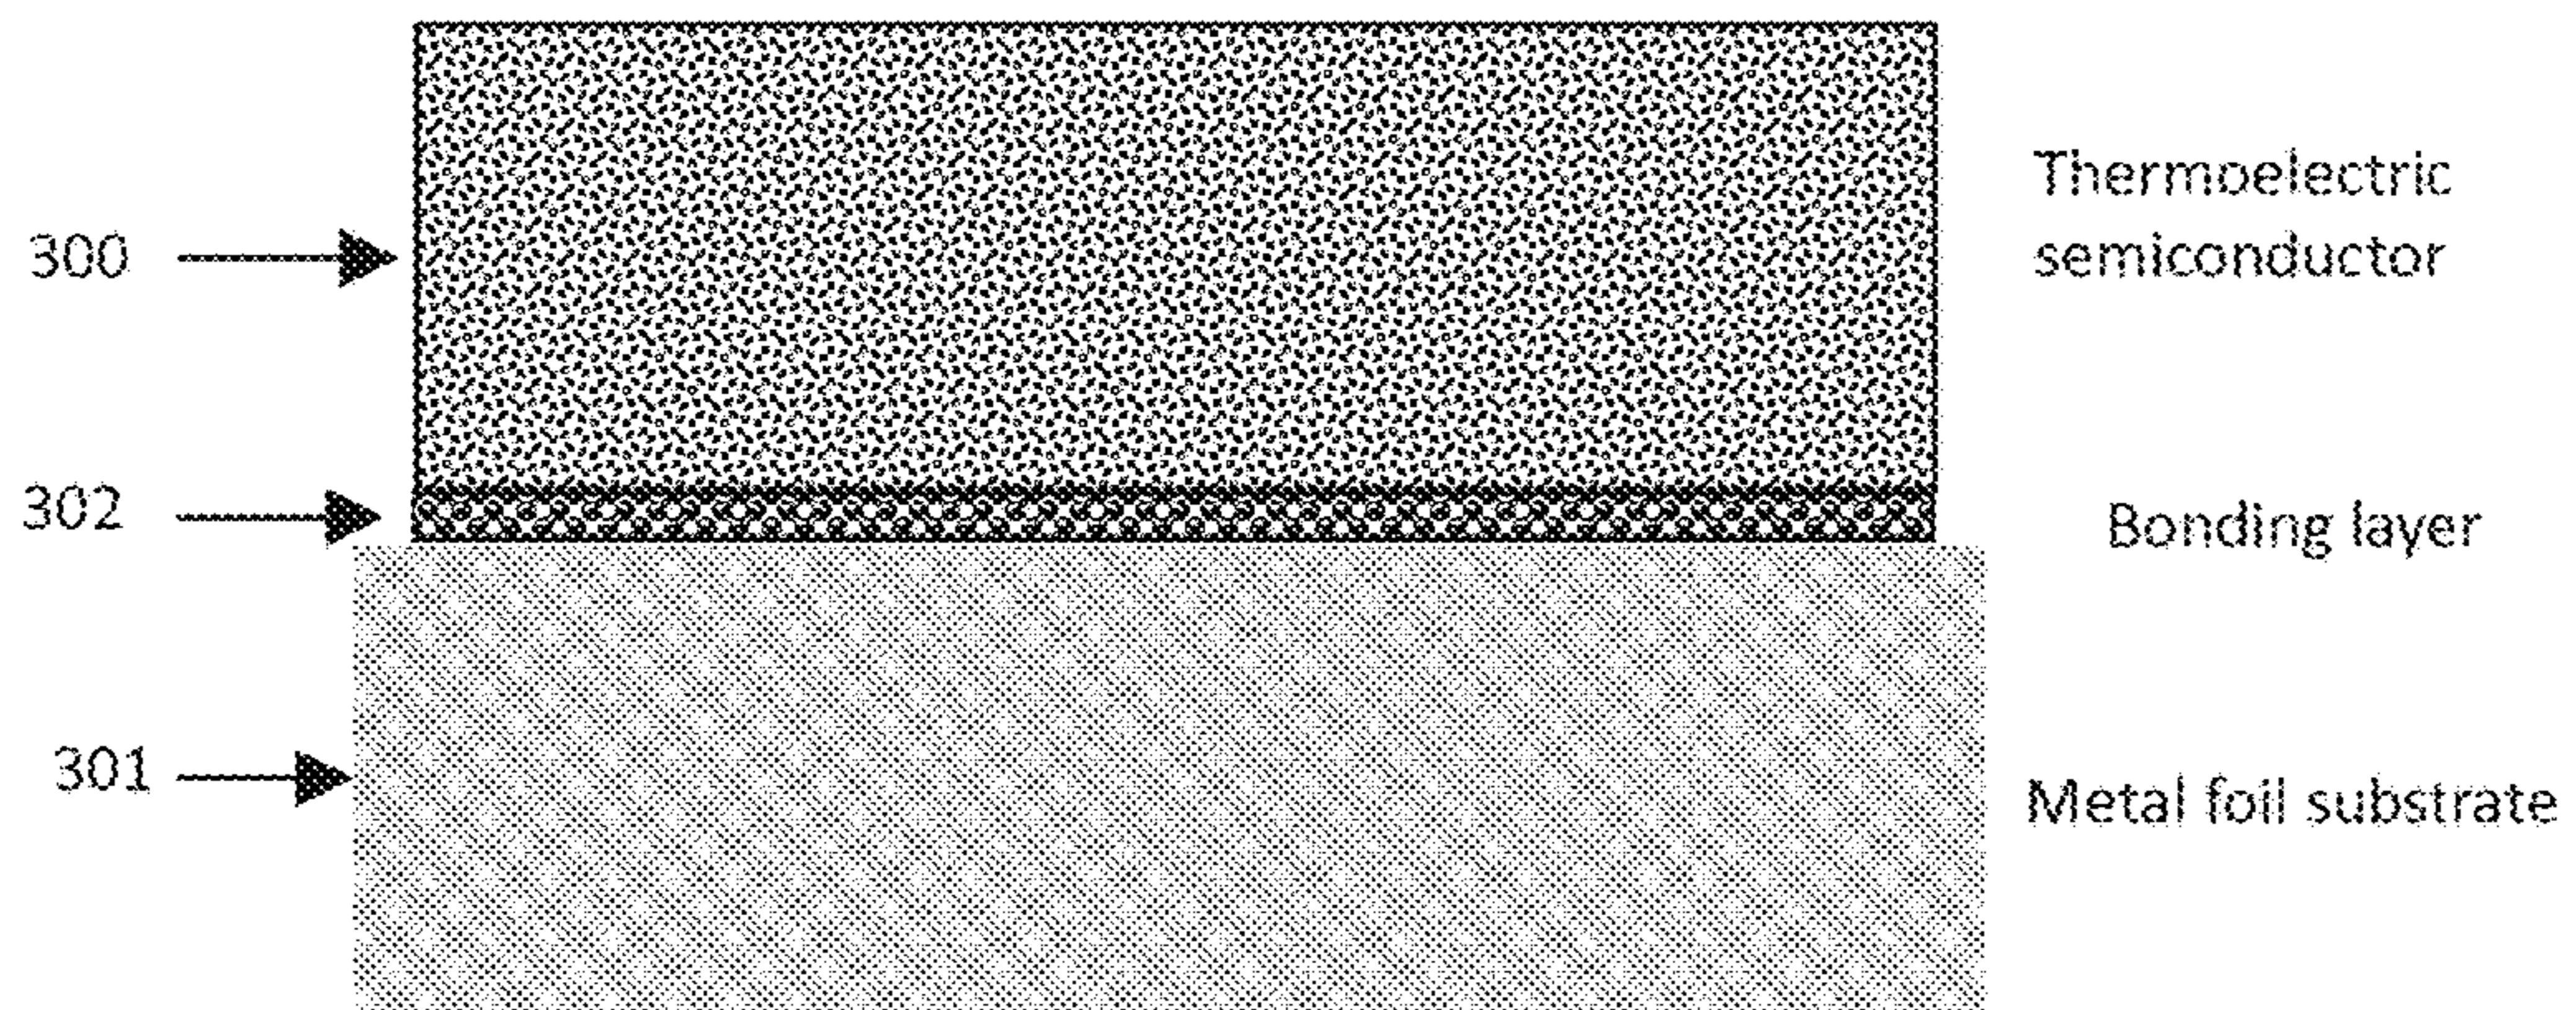 300
Thermoelectric
semiconductor
302
Bonding layer
301
Metal foil substrate